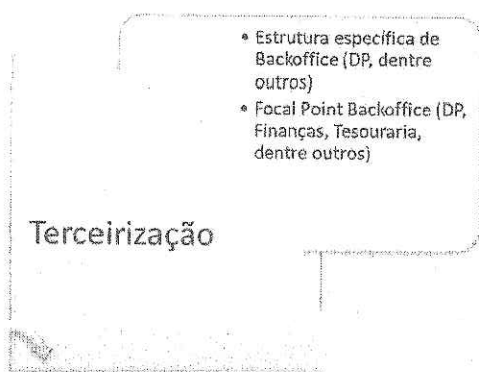 • Estrutura específica de
Backoffice (DP, dentre
outros)
• Focal Point Backoffice (DP,
Finanças, Tesouraria,
dentre outros)
Terceirização